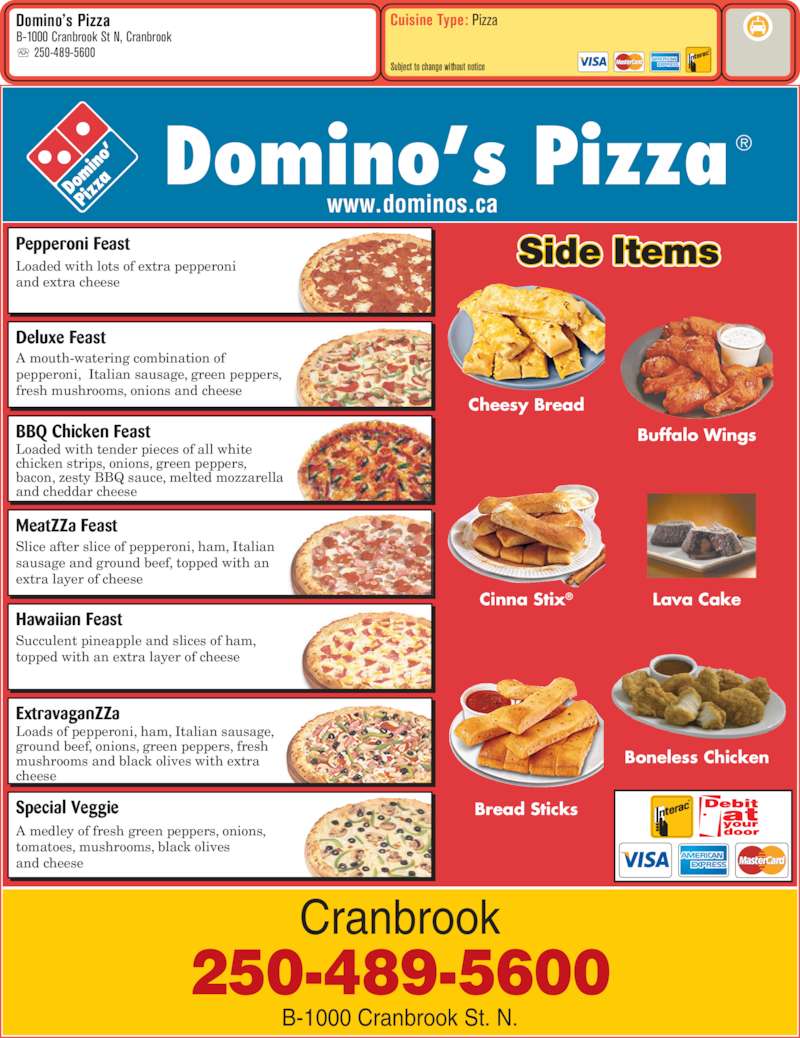 Domino's Pizza
B-1000 Cranbrook St N, Cranbrook
250-489-5600
Cuisine Type: Pizza
Subject to change without notice
VISA MasterCard AMERICAN EXPRESS Interac
Domino's Pizza
Domino's Pizza®
www.dominos.ca
Pepperoni Feast
Loaded with lots of extra pepperoni
and extra cheese
Deluxe Feast
A mouth-watering combination of
pepperoni, Italian sausage, green peppers,
fresh mushrooms, onions and cheese
BBQ Chicken Feast
Loaded with tender pieces of all white
chicken strips, onions, green peppers,
bacon, zesty BBQ sauce, melted mozzarella
and cheddar cheese
MeatZZa Feast
Slice after slice of pepperoni, ham, Italian
sausage and ground beef, topped with an
extra layer of cheese
Hawaiian Feast
Succulent pineapple and slices of ham,
topped with an extra layer of cheese
ExtravaganZZa
Loads of pepperoni, ham, Italian sausage,
ground beef, onions, green peppers, fresh
mushrooms and black olives with extra
cheese
Special Veggie
A medley of fresh green peppers, onions,
tomatoes, mushrooms, black olives
and cheese
Side Items
Cheesy Bread
Buffalo Wings
Cinna Stix®
Lava Cake
Bread Sticks
Boneless Chicken
Interac
Debit
at
your
door
VISA
AMERICAN
EXPRESS
MasterCard
Cranbrook
250-489-5600
B-1000 Cranbrook St. N.